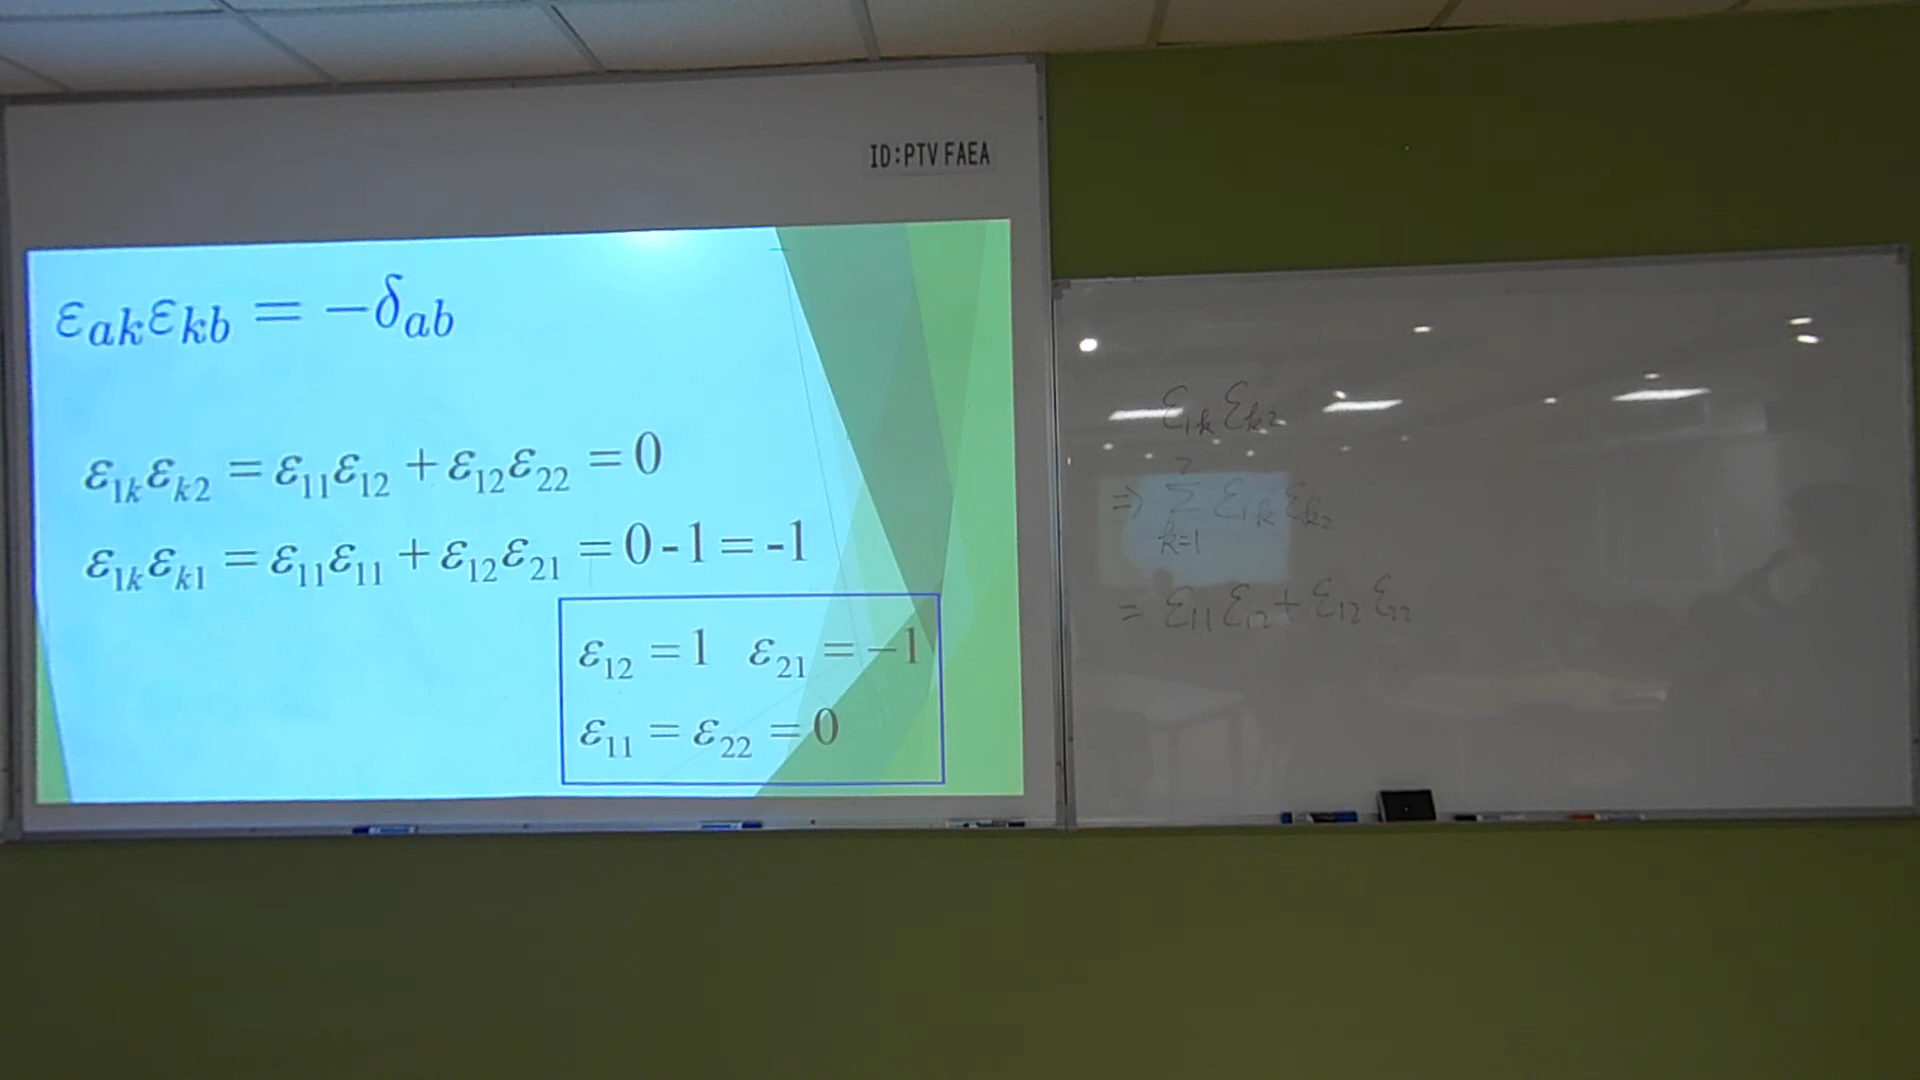 ID:PTV FAEA
εₐₖεₖb = −δₐb
ε₁ₖεₖ₂ = ε₁₁ε₁₂ + ε₁₂ε₂₂ = 0
ε₁ₖεₖ₁ = ε₁₁ε₁₁ + ε₁₂ε₂₁ = 0 - 1 = -1
ε₁₂ = 1 ε₂₁ = −1
ε₁₁ = ε₂₂ = 0
ε₁ₖ εₖ₂
2
⇒ Σ ε₁ₖ εₖ₂
k=1
= ε₁₁ ε₁₂ + ε₁₂ ε₂₂